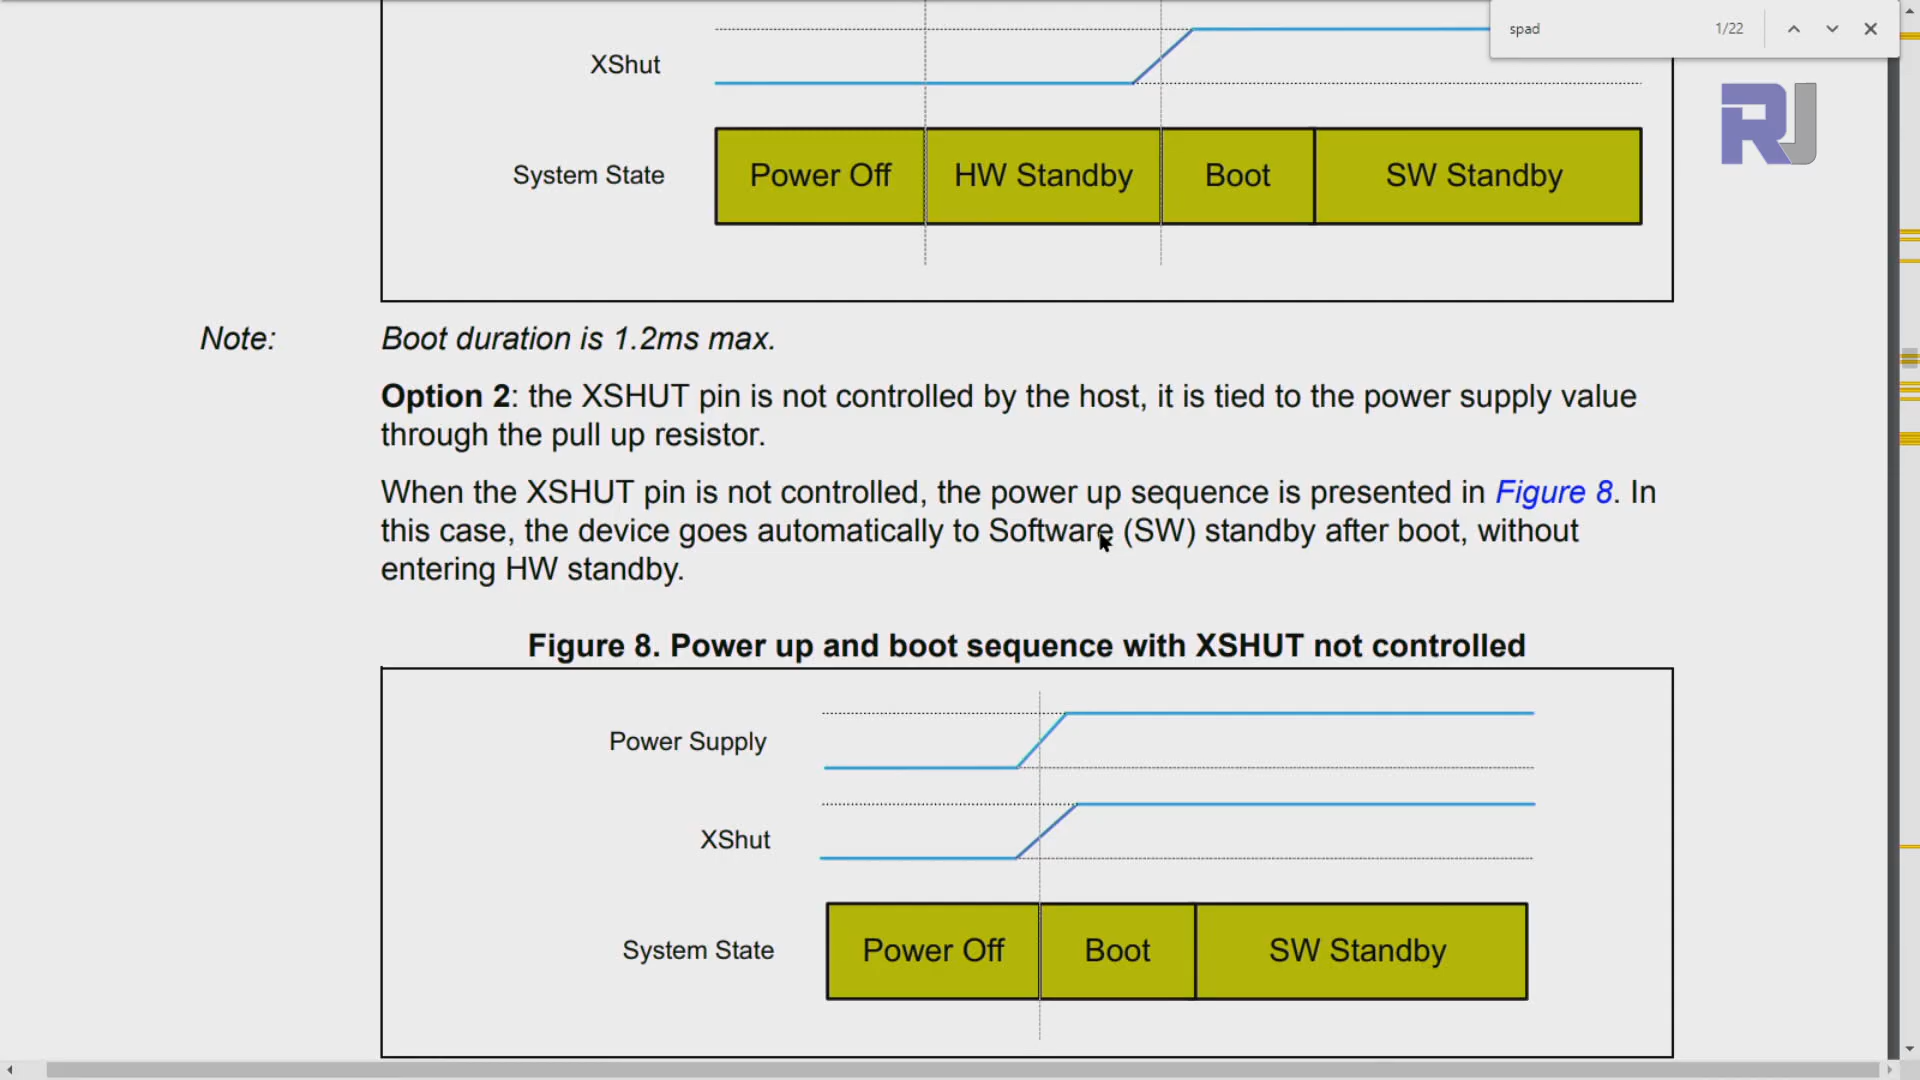 spad
1/22
XShut
RJ
System State
Power Off
HW Standby
Boot
SW Standby
Note:
Boot duration is 1.2ms max.
Option 2: the XSHUT pin is not controlled by the host, it is tied to the power supply value
through the pull up resistor.
When the XSHUT pin is not controlled, the power up sequence is presented in Figure 8. In
this case, the device goes automatically to Software (SW) standby after boot, without
entering HW standby.
Figure 8. Power up and boot sequence with XSHUT not controlled
Power Supply
XShut
System State
Power Off
Boot
SW Standby